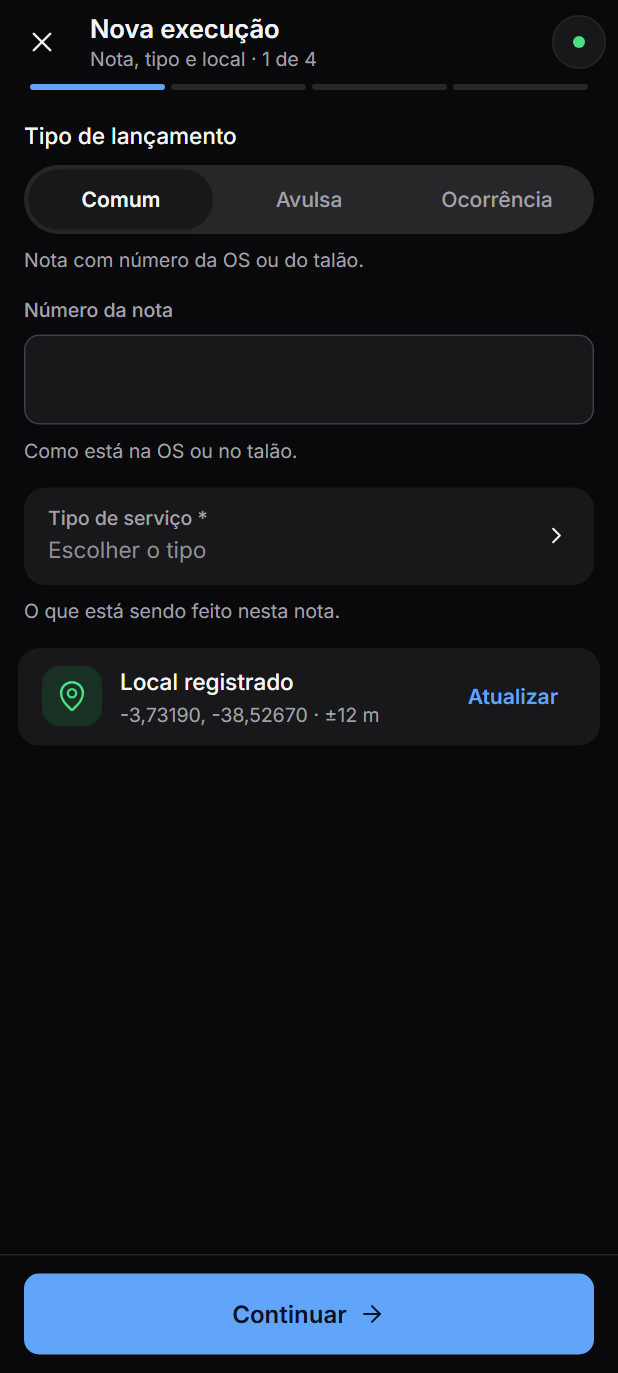 Nova execução
Nota, tipo e local · 1 de 4
Tipo de lançamento
Comum
Avulsa
Ocorrência
Nota com número da OS ou do talão.
Número da nota
Como está na OS ou no talão.
Tipo de serviço *
Escolher o tipo
O que está sendo feito nesta nota.
Local registrado
-3,73190, -38,52670 · ±12 m
Atualizar
Continuar